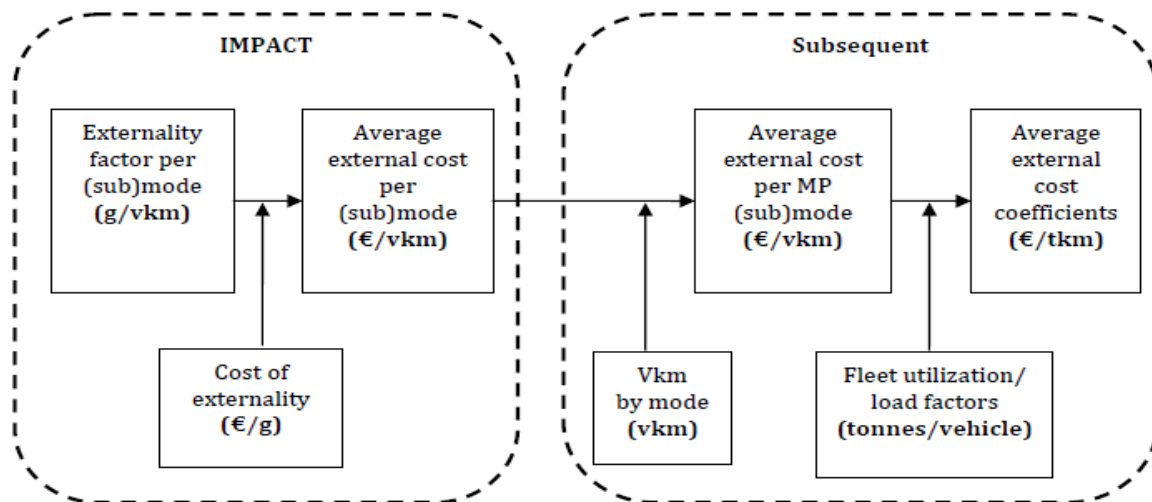 IMPACT
Externality
factor per
(sub)mode
(g/vkm)
Average
external cost
per
(sub)mode
(€/vkm)
Cost of
externality
(€/g)
Subsequent
Average
external cost
per MP
(sub)mode
(€/vkm)
Average
external
cost
coefficients
(€/tkm)
Vkm
by mode
(vkm)
Fleet utilization/
load factors
(tonnes/vehicle)